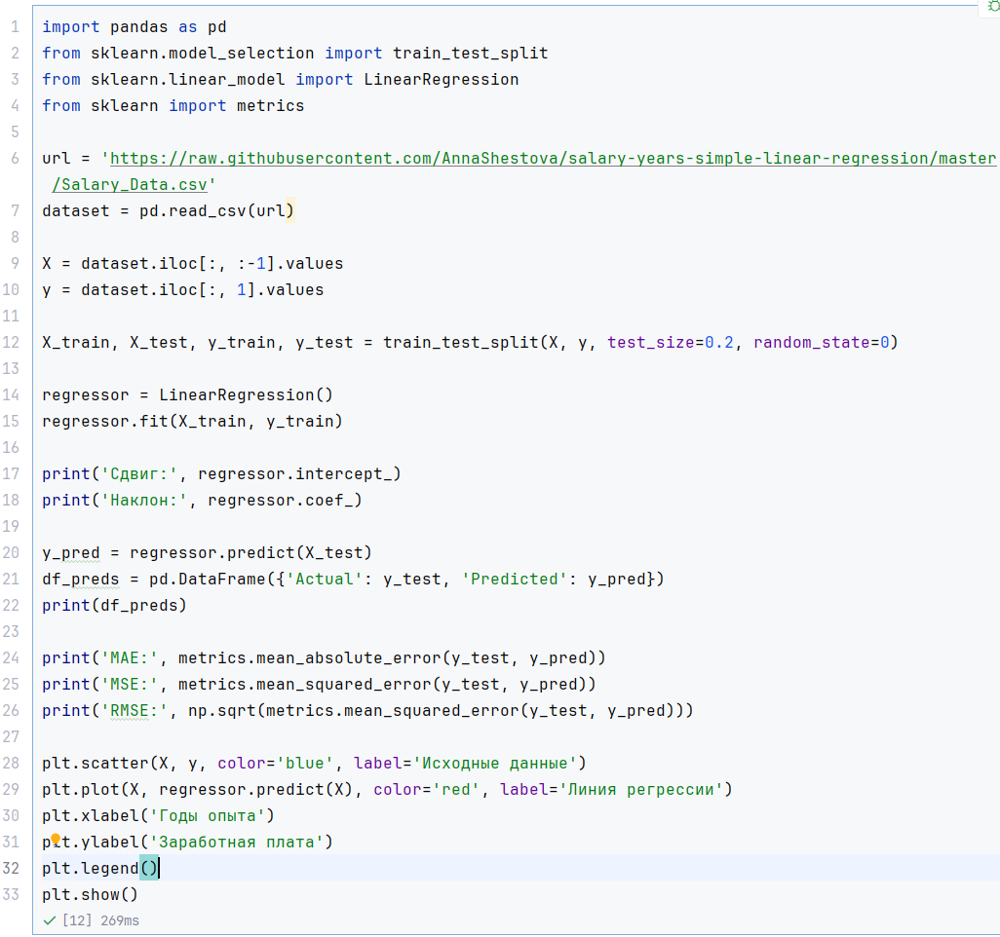 1 import pandas as pd
2 from sklearn.model_selection import train_test_split
3 from sklearn.linear_model import LinearRegression
4 from sklearn import metrics
5
6 url = 'https://raw.githubusercontent.com/AnnaShestova/salary-years-simple-linear-regression/master
/Salary_Data.csv'
7 dataset = pd.read_csv(url)
8
9 X = dataset.iloc[:, :-1].values
10 y = dataset.iloc[:, 1].values
11
12 X_train, X_test, y_train, y_test = train_test_split(X, y, test_size=0.2, random_state=0)
13
14 regressor = LinearRegression()
15 regressor.fit(X_train, y_train)
16
17 print('Сдвиг:', regressor.intercept_)
18 print('Наклон:', regressor.coef_)
19
20 y_pred = regressor.predict(X_test)
21 df_preds = pd.DataFrame({'Actual': y_test, 'Predicted': y_pred})
22 print(df_preds)
23
24 print('MAE:', metrics.mean_absolute_error(y_test, y_pred))
25 print('MSE:', metrics.mean_squared_error(y_test, y_pred))
26 print('RMSE:', np.sqrt(metrics.mean_squared_error(y_test, y_pred)))
27
28 plt.scatter(X, y, color='blue', label='Исходные данные')
29 plt.plot(X, regressor.predict(X), color='red', label='Линия регрессии')
30 plt.xlabel('Годы опыта')
31 plt.ylabel('Заработная плата')
32 plt.legend()
33 plt.show()
[12] 269ms